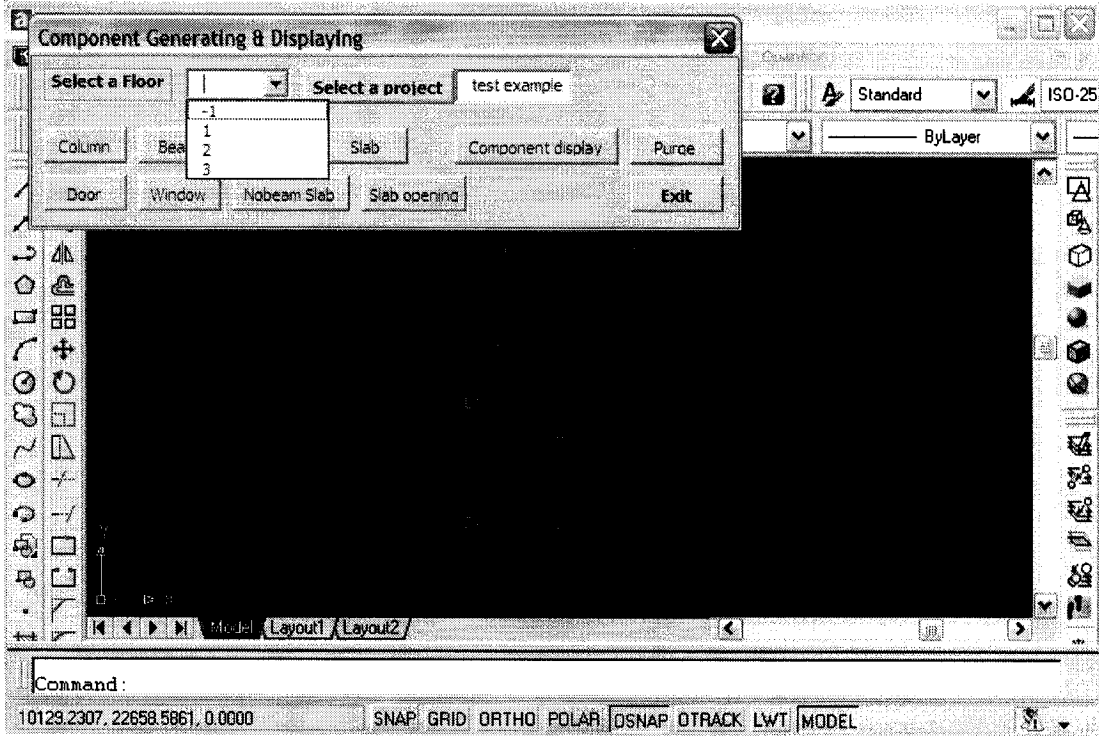 Component Generating & Displaying
Select a Floor Select a project test example
-1
1
2
3
Column Bea Slab Component display Purge
Door Window Nobeam Slab Slab opening Exit
Standard ISO-25
ByLayer
Y
Model Layout1 Layout2
Command:
10129.2307, 22658.5861, 0.0000 SNAP GRID ORTHO POLAR OSNAP OTRACK LWT MODEL